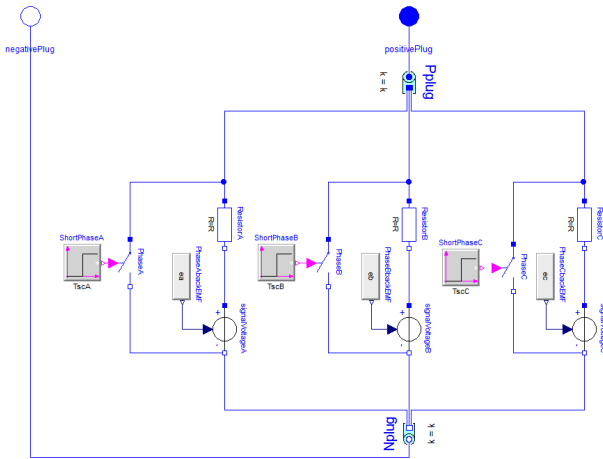 negativePlug
positivePlug
Pplug
k = k
ShortPhaseA
TscA
PhaseA
PhaseAbackEMF
ea
ResistorA
R=R
+
signalVoltageA
-
ShortPhaseB
TscB
PhaseB
PhaseBbackEMF
eb
ResistorB
R=R
+
signalVoltageB
-
ShortPhaseC
TscC
PhaseC
PhaseCbackEMF
ec
ResistorC
R=R
+
-
Nplug
k = k